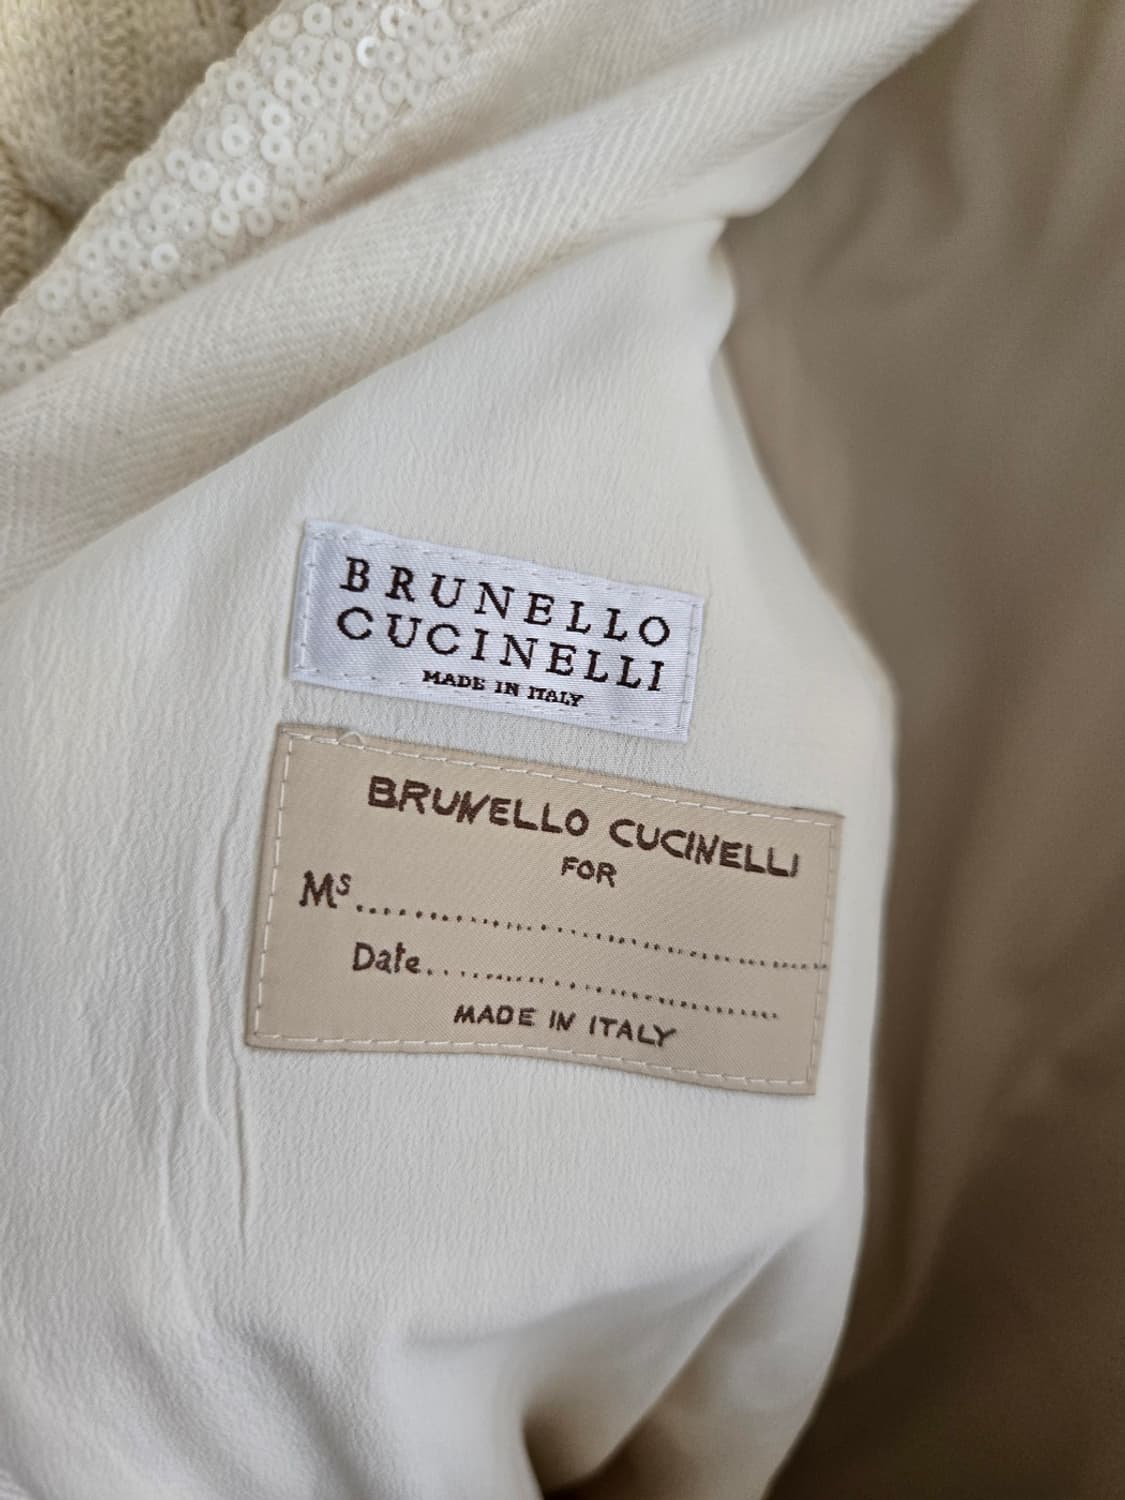 BRUNELLO
CUCINELLI
MADE IN ITALY
BRUNELLO CUCINELLI
FOR
Ms..............................
Date..............................
MADE IN ITALY